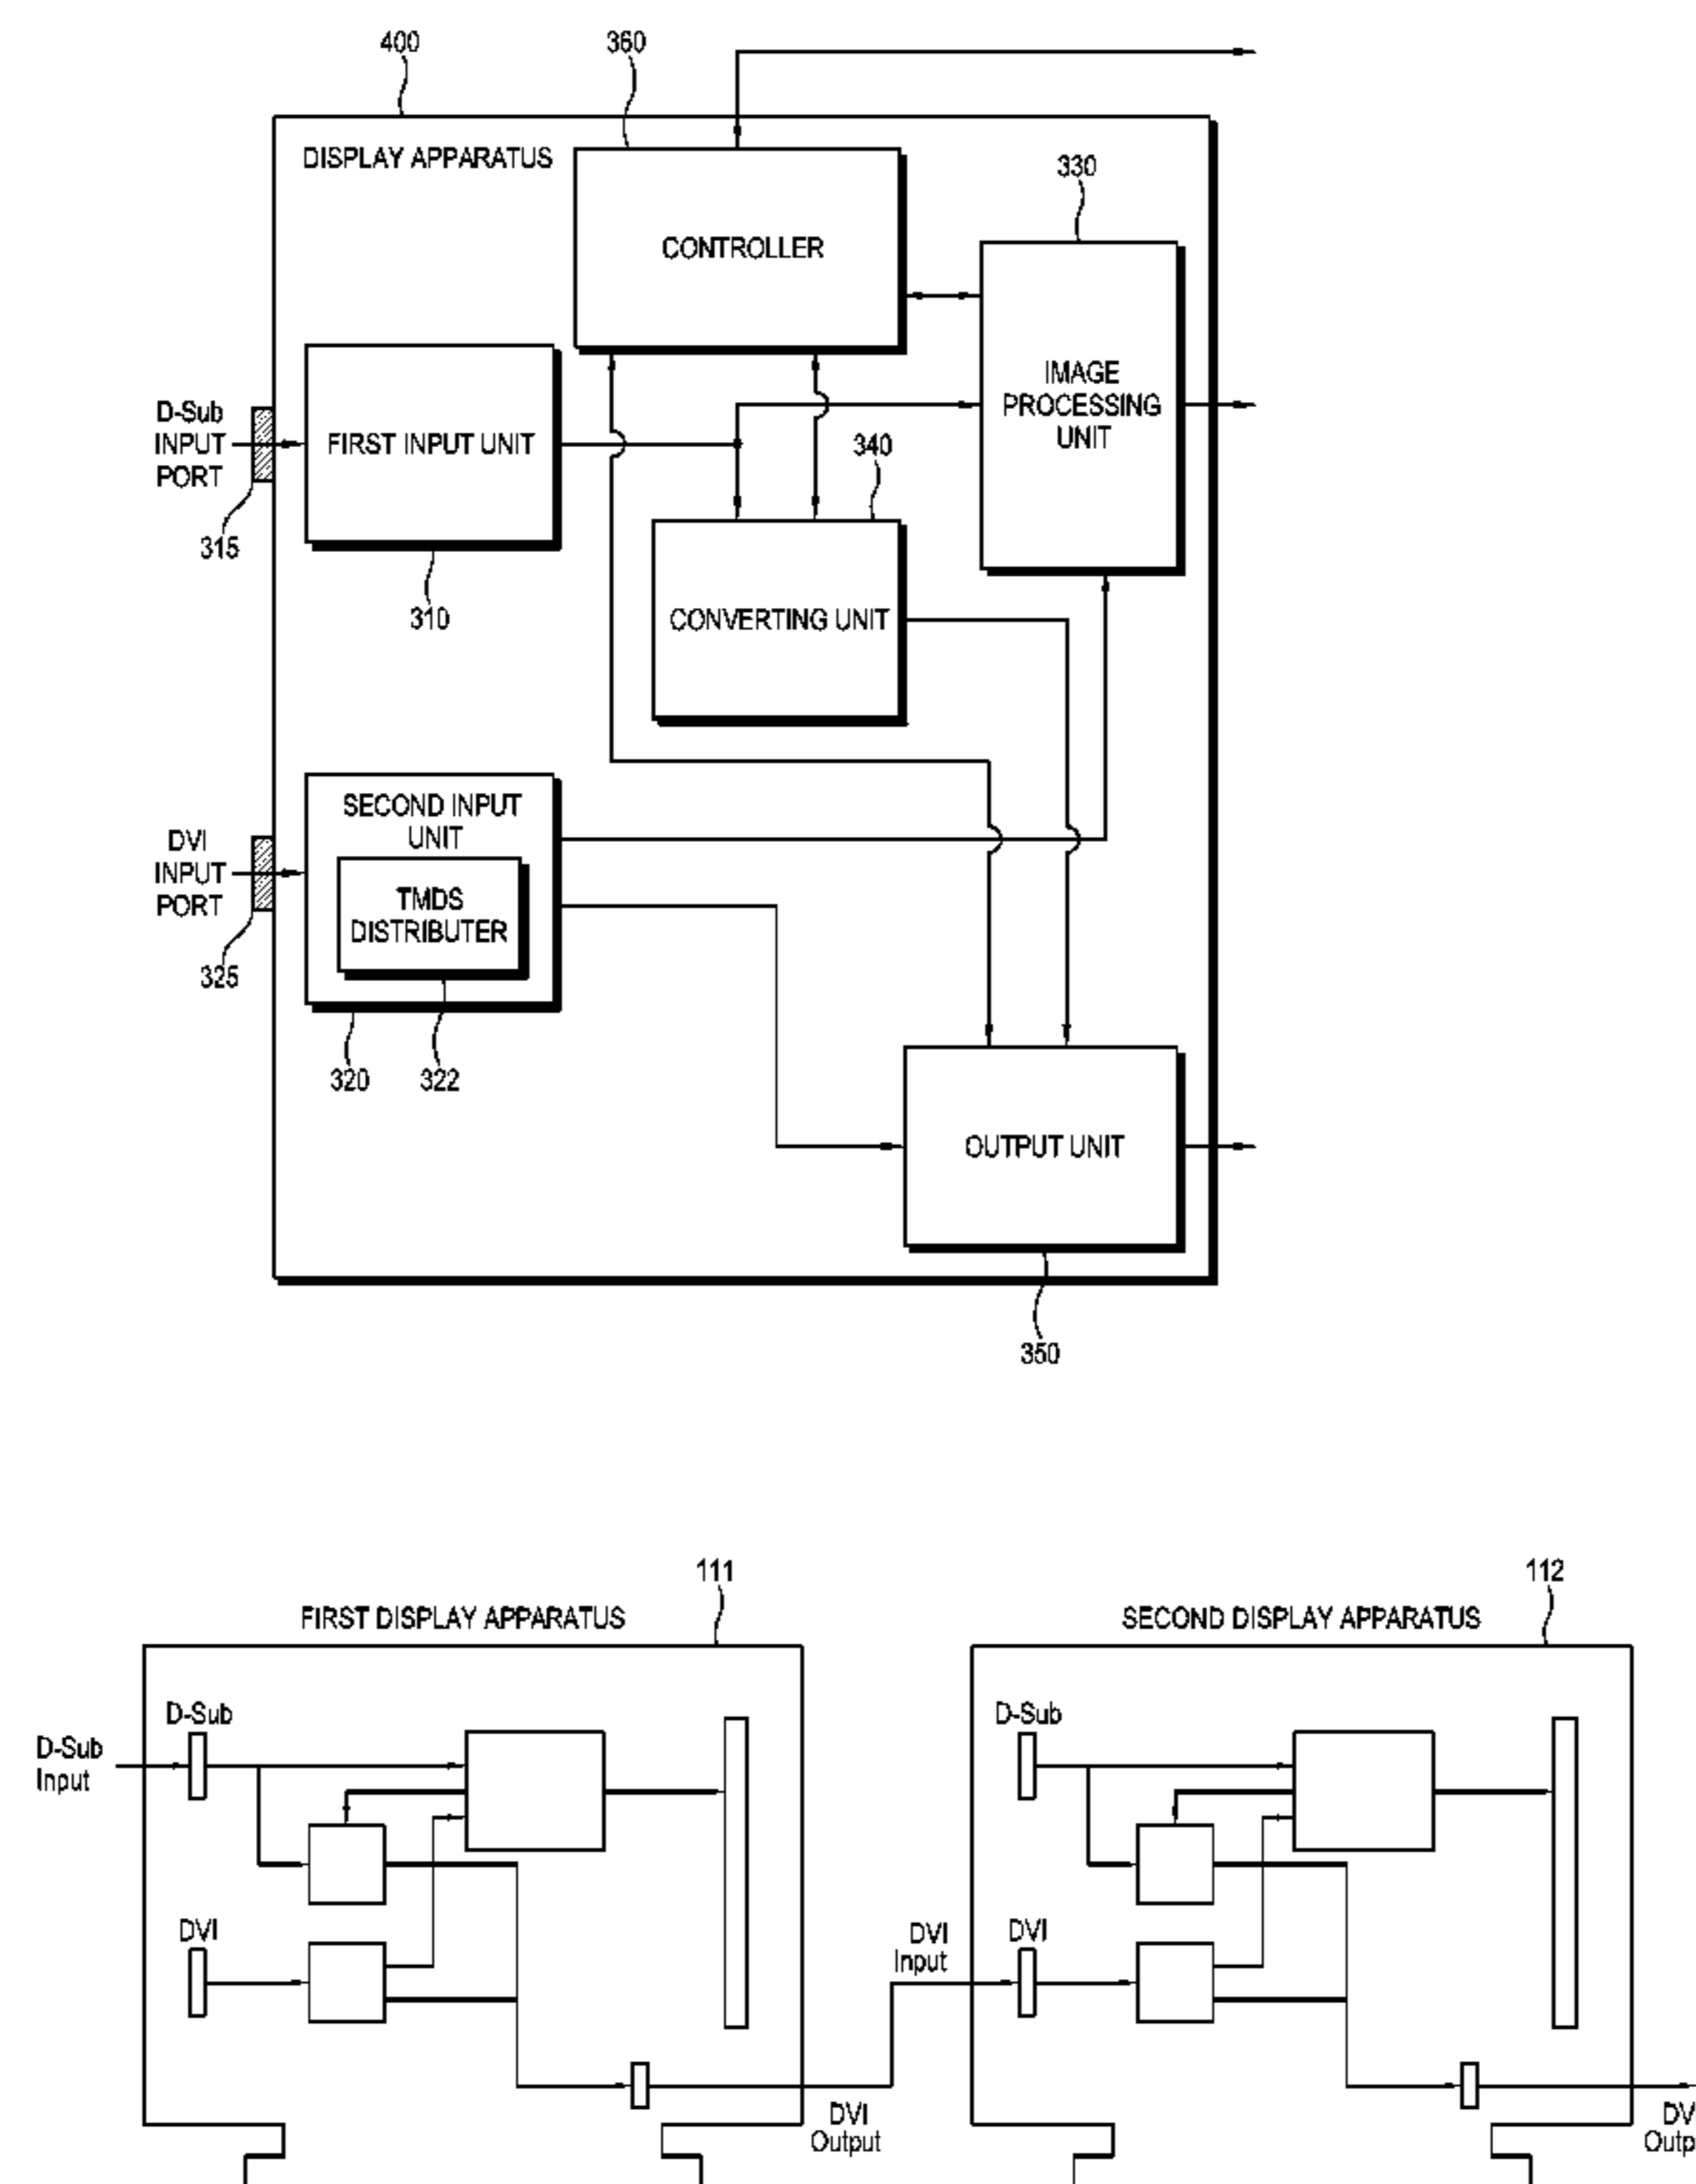 400
360
DISPLAY APPARATUS
330
CONTROLLER
IMAGE
PROCESSING
UNIT
D-Sub
INPUT
PORT
FIRST INPUT UNIT
340
315
310
CONVERTING UNIT
SECOND INPUT
UNIT
DVI
INPUT
PORT
TMDS
DISTRIBUTER
325
320
322
OUTPUT UNIT
350
111
112
FIRST DISPLAY APPARATUS
SECOND DISPLAY APPARATUS
D-Sub
D-Sub
D-Sub
Input
DVI
DVI
Input
DVI
DVI
Output
DV
Outp